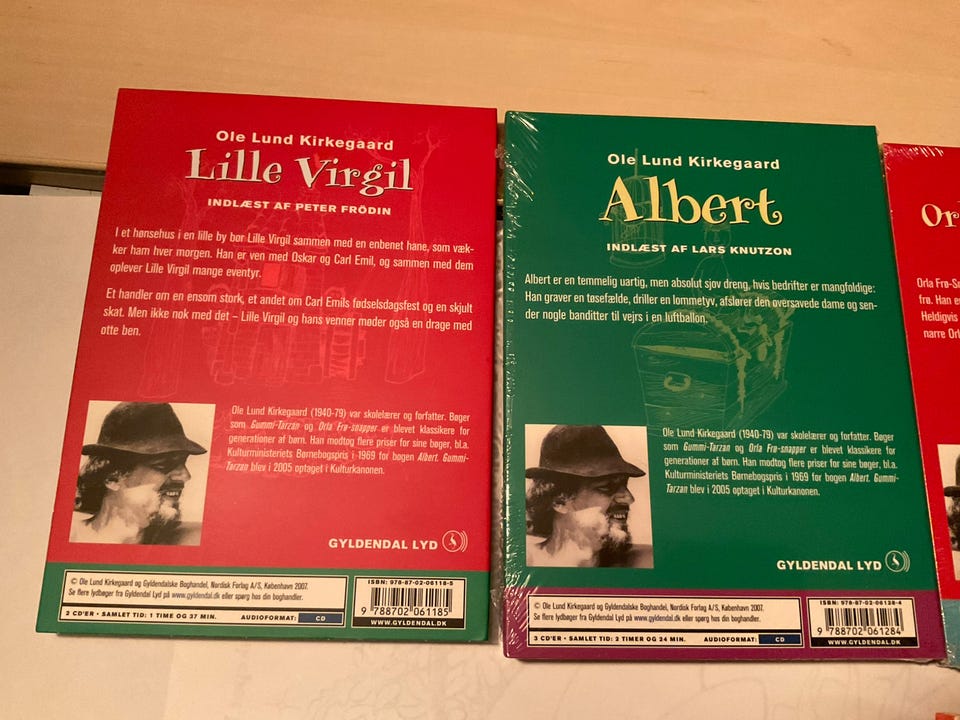 Ole Lund Kirkegaard
Lille Virgil
INDLÆST AF PETER FRÖDIN
I et hønsehus i en lille by bor Lille Virgil sammen med en enbenet hane, som væk-
ker ham hver morgen. Han er ven med Oskar og Carl Emil, og sammen med dem
oplever Lille Virgil mange eventyr.
Et handler om en ensom stork, et andet om Carl Emils fødselsdagsfest og en skjult
skat. Men ikke nok med det – Lille Virgil og hans venner møder også en drage med
otte ben.
Ole Lund Kirkegaard (1940-79) var skolelærer og forfatter. Bøger
som Gummi-Tarzan og Orla Frø-snapper er blevet klassikere for
generationer af børn. Han modtog flere priser for sine bøger, bl.a.
Kulturministeriets Børnebogspris i 1969 for bogen Albert. Gummi-
Tarzan blev i 2005 optaget i Kulturkanonen.
GYLDENDAL LYD
© Ole Lund Kirkegaard og Gyldendalske Boghandel, Nordisk Forlag A/S, København 2007.
Se flere lydbøger fra Gyldendal Lyd på www.gyldendal.dk eller spørg hos din boghandler.
2 CD'ER • SAMLET TID: 1 TIME OG 37 MIN. AUDIOFORMAT: CD
ISBN: 978-87-02-06118-5
9 788702 061185
WWW.GYLDENDAL.DK
Ole Lund Kirkegaard
Albert
INDLÆST AF LARS KNUTZON
Albert er en temmelig uartig, men absolut sjov dreng, hvis bedrifter er mangfoldige:
Han graver en tøsefælde, driller en lommetyv, afslører den oversavede dame og sen-
der nogle banditter til vejrs i en luftballon.
Ole Lund Kirkegaard (1940-79) var skolelærer og forfatter. Bøger
som Gummi-Tarzan og Orla Frø-snapper er blevet klassikere for
generationer af børn. Han modtog flere priser for sine bøger, bl.a.
Kulturministeriets Børnebogspris i 1969 for bogen Albert. Gummi-
Tarzan blev i 2005 optaget i Kulturkanonen.
GYLDENDAL LYD
© Ole Lund Kirkegaard og Gyldendalske Boghandel, Nordisk Forlag A/S, København 2007.
Se flere lydbøger fra Gyldendal Lyd på www.gyldendal.dk eller spørg hos din boghandler.
3 CD'ER • SAMLET TID: 2 TIMER OG 24 MIN. AUDIOFORMAT: CD
ISBN: 978-87-02-06128-4
9 788702 061284
WWW.GYLDENDAL.DK
Or
Orla Frø-Sn
frø. Han e
Heldigvis
narre Orl